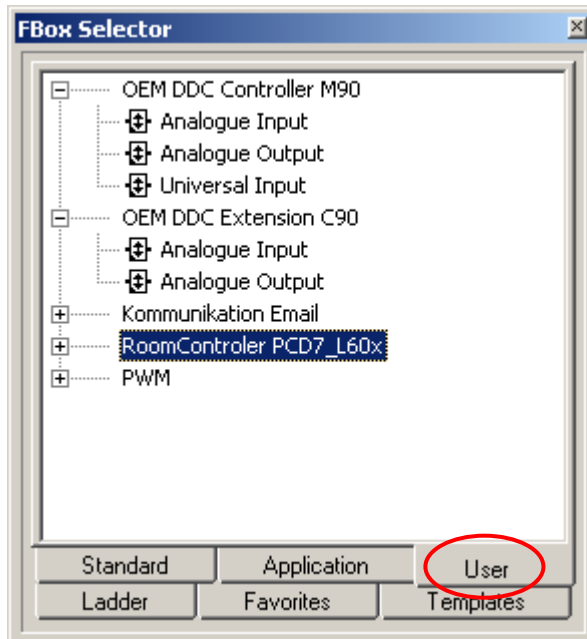 FBox Selector
OEM DDC Controller M90
Analogue Input
Analogue Output
Universal Input
OEM DDC Extension C90
Analogue Input
Analogue Output
Kommunikation Email
RoomControler PCD7_L60x
PWM
Standard Application User
Ladder Favorites Templates